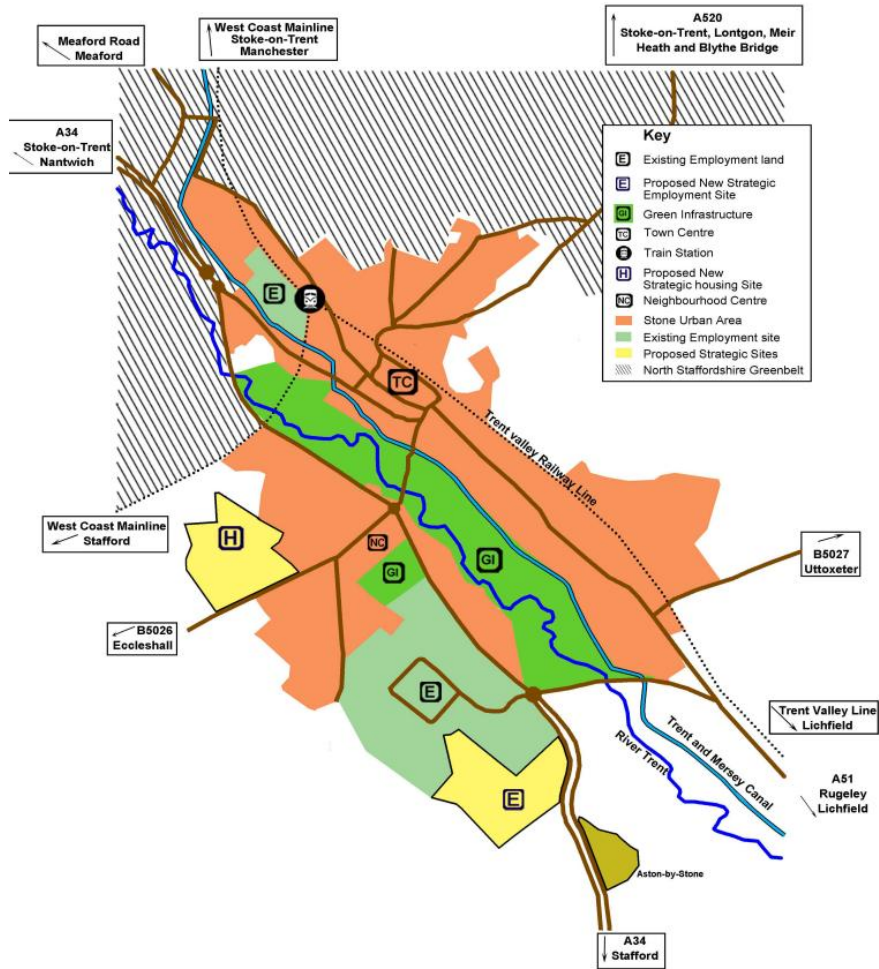 A520
Stoke-on-Trent, Lontgon, Meir
Heath and Blythe Bridge
West Coast Mainline
Stoke-on-Trent
Manchester
Meaford Road
Meaford
A34
Stoke-on-Trent
Nantwich
Key
E Existing Employment land
E Proposed New Strategic
Employment Site
GI Green Infrastructure
TC Town Centre
Train Station
H Proposed New
Strategic housing Site
NC Neighbourhood Centre
Stone Urban Area
Existing Employment site
Proposed Strategic Sites
North Staffordshire Greenbelt
E
TC
Trent valley Railway Line
West Coast Mainline
Stafford
H
NC
GI
GI
B5027
Uttoxeter
B5026
Eccleshall
E
Trent Valley Line
Lichfield
Trent and Mersey Canal
River Trent
E
A51
Rugeley
Lichfield
Aston-by-Stone
A34
Stafford